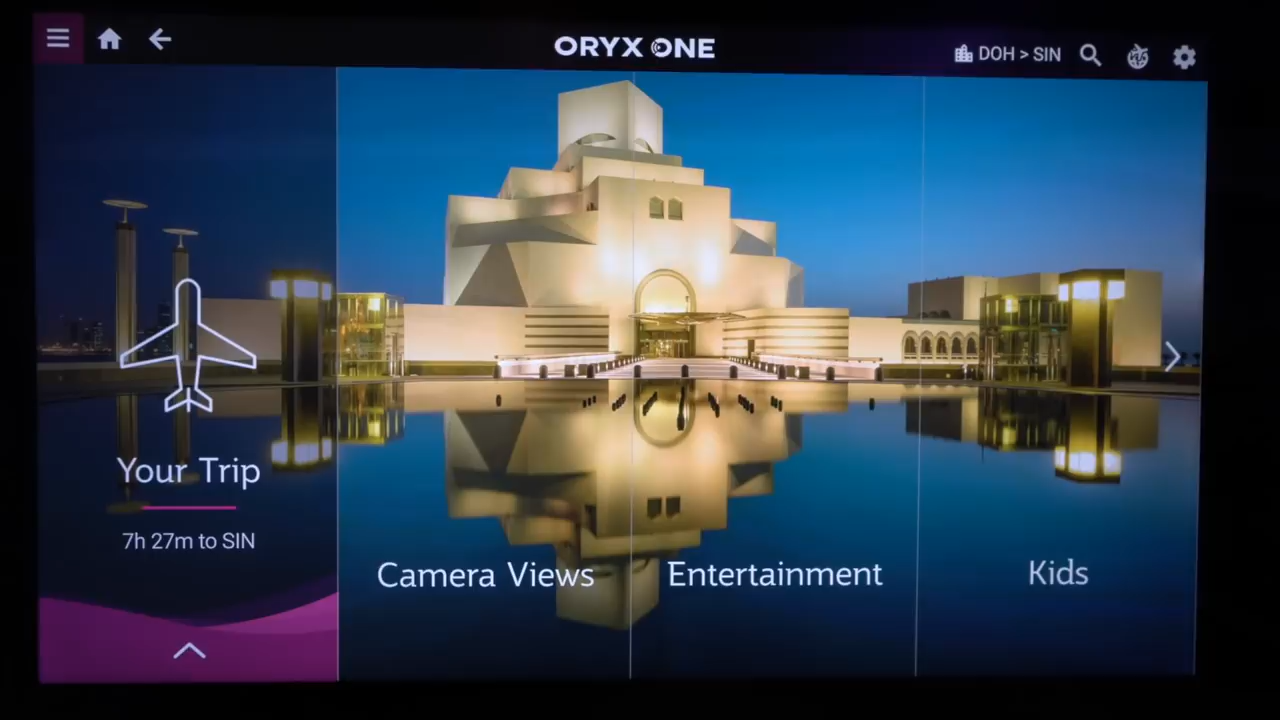 ORYX ONE
DOH > SIN
Your Trip
7h 27m to SIN
Camera Views
Entertainment
Kids